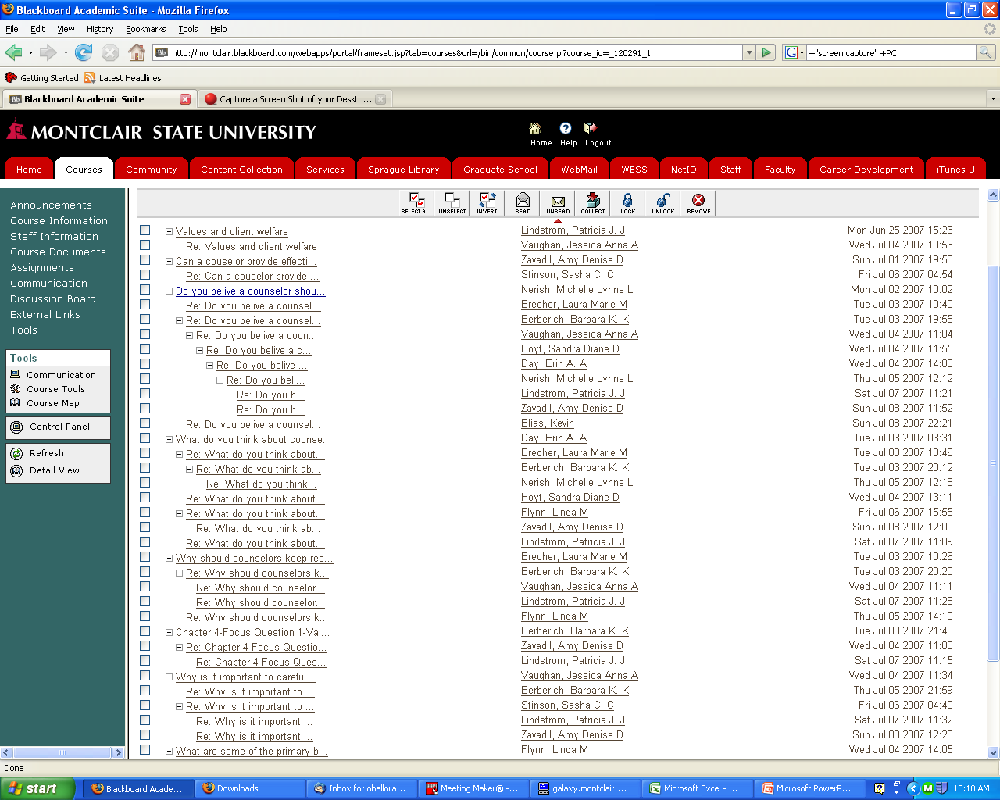 Blackboard Academic Suite - Mozilla Firefox
File Edit View History Bookmarks Tools Help
http://montclair.blackboard.com/webapps/portal/frameset.jsp?tab=courses&url=/bin/common/course.pl?course_id=_120291_1
+"screen capture" +PC
Getting Started Latest Headlines
Blackboard Academic Suite Capture a Screen Shot of your Deskto...
MONTCLAIR STATE UNIVERSITY
Home Help Logout
Home Courses Community Content Collection Services Sprague Library Graduate School WebMail WESS NetID Staff Faculty Career Development iTunes U
SELECT ALL UNSELECT INVERT READ UNREAD COLLECT LOCK UNLOCK REMOVE
Announcements
Course Information
Staff Information
Course Documents
Assignments
Communication
Discussion Board
External Links
Tools
Tools
Communication
Course Tools
Course Map
Control Panel
Refresh
Detail View
Values and client welfare Lindstrom, Patricia J. J Mon Jun 25 2007 15:23
Re: Values and client welfare Vaughan, Jessica Anna A Wed Jul 04 2007 10:56
Can a couselor provide effecti... Zavadil, Amy Denise D Sun Jul 01 2007 19:53
Re: Can a couselor provide ... Stinson, Sasha C. C Fri Jul 06 2007 04:54
Do you belive a counselor shou... Nerish, Michelle Lynne L Mon Jul 02 2007 10:02
Re: Do you belive a counsel... Brecher, Laura Marie M Tue Jul 03 2007 10:40
Re: Do you belive a counsel... Berberich, Barbara K. K Tue Jul 03 2007 19:55
Re: Do you belive a coun... Vaughan, Jessica Anna A Wed Jul 04 2007 11:04
Re: Do you belive a c... Hoyt, Sandra Diane D Wed Jul 04 2007 11:55
Re: Do you belive ... Day, Erin A. A Wed Jul 04 2007 14:08
Re: Do you beli... Nerish, Michelle Lynne L Thu Jul 05 2007 12:12
Re: Do you b... Lindstrom, Patricia J. J Sat Jul 07 2007 11:21
Re: Do you b... Zavadil, Amy Denise D Sun Jul 08 2007 11:52
Re: Do you belive a counsel... Elias, Kevin Sun Jul 08 2007 22:21
What do you think about counse... Day, Erin A. A Tue Jul 03 2007 03:31
Re: What do you think about... Brecher, Laura Marie M Tue Jul 03 2007 10:46
Re: What do you think ab... Berberich, Barbara K. K Tue Jul 03 2007 20:12
Re: What do you think... Nerish, Michelle Lynne L Thu Jul 05 2007 12:18
Re: What do you think about... Hoyt, Sandra Diane D Wed Jul 04 2007 13:11
Re: What do you think about... Flynn, Linda M Fri Jul 06 2007 15:55
Re: What do you think ab... Zavadil, Amy Denise D Sun Jul 08 2007 12:00
Re: What do you think about... Lindstrom, Patricia J. J Sat Jul 07 2007 11:09
Why should counselors keep rec... Brecher, Laura Marie M Tue Jul 03 2007 10:26
Re: Why should counselors k... Berberich, Barbara K. K Tue Jul 03 2007 20:20
Re: Why should counselor... Vaughan, Jessica Anna A Wed Jul 04 2007 11:11
Re: Why should counselor... Lindstrom, Patricia J. J Sat Jul 07 2007 11:28
Re: Why should counselors k... Flynn, Linda M Thu Jul 05 2007 14:10
Chapter 4-Focus Question 1-Val... Berberich, Barbara K. K Tue Jul 03 2007 21:48
Re: Chapter 4-Focus Questio... Zavadil, Amy Denise D Wed Jul 04 2007 11:03
Re: Chapter 4-Focus Ques... Lindstrom, Patricia J. J Sat Jul 07 2007 11:15
Why is it important to careful... Vaughan, Jessica Anna A Wed Jul 04 2007 11:34
Re: Why is it important to ... Berberich, Barbara K. K Thu Jul 05 2007 21:59
Re: Why is it important to ... Stinson, Sasha C. C Fri Jul 06 2007 04:40
Re: Why is it important ... Lindstrom, Patricia J. J Sat Jul 07 2007 11:32
Re: Why is it important ... Zavadil, Amy Denise D Sun Jul 08 2007 12:20
What are some of the primary b... Flynn, Linda M Wed Jul 04 2007 14:05
Done
start Blackboard Acade... Downloads Inbox for ohallora... Meeting Maker® -... galaxy.montclair.... Microsoft Excel - ... Microsoft PowerP... 10:10 AM